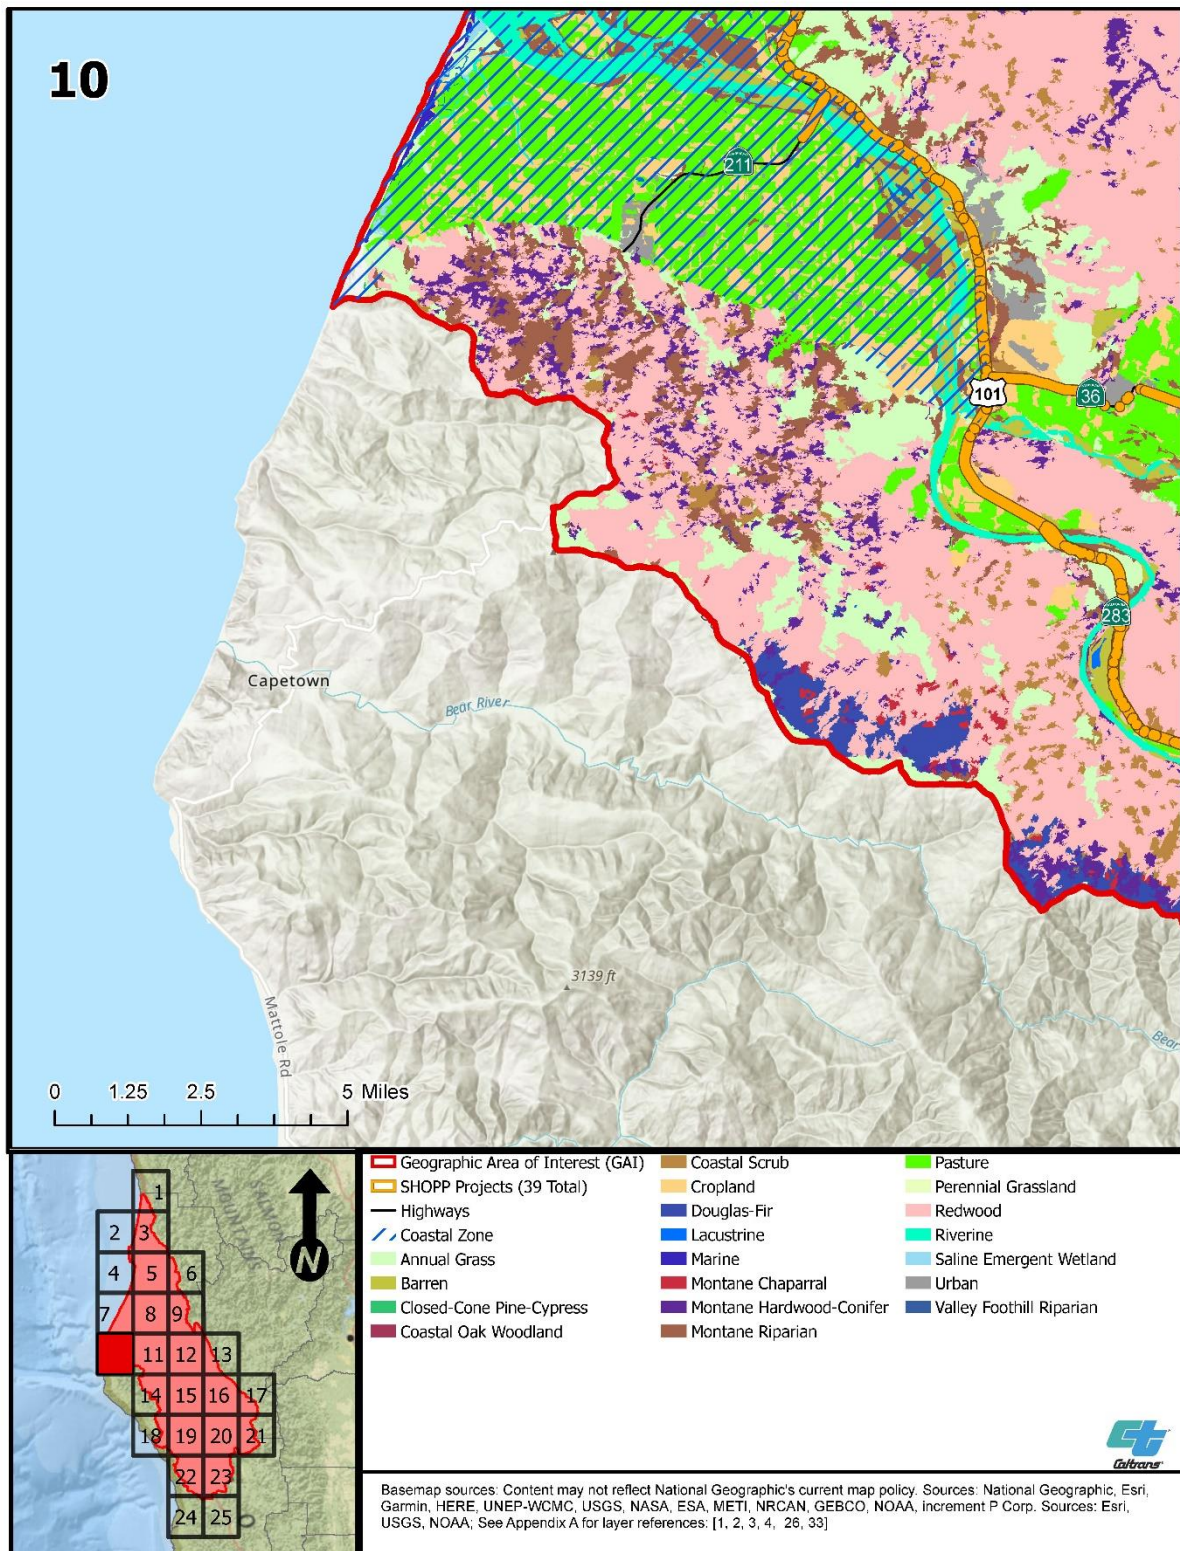 10
211
101
36
283
Capetown
Bear River
3139 ft
Mattole Rd
Bear
0 1.25 2.5 5 Miles
1
2 3
4 5 6
7 8 9
11 12 13
14 15 16 17
18 19 20 21
22 23
24 25
SALMON
MOUNTAINS
N
Geographic Area of Interest (GAI)
SHOPP Projects (39 Total)
Highways
Coastal Zone
Annual Grass
Barren
Closed-Cone Pine-Cypress
Coastal Oak Woodland
Coastal Scrub
Cropland
Douglas-Fir
Lacustrine
Marine
Montane Chaparral
Montane Hardwood-Conifer
Montane Riparian
Pasture
Perennial Grassland
Redwood
Riverine
Saline Emergent Wetland
Urban
Valley Foothill Riparian
ct
Caltrans
Basemap sources: Content may not reflect National Geographic's current map policy. Sources: National Geographic, Esri,
Garmin, HERE, UNEP-WCMC, USGS, NASA, ESA, METI, NRCAN, GEBCO, NOAA, increment P Corp. Sources: Esri,
USGS, NOAA; See Appendix A for layer references: [1, 2, 3, 4, 26, 33]